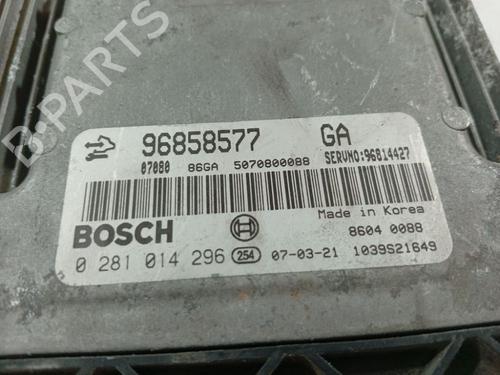 96858577 GA
07080 86GA 5070800088 SERVNO:96814427
Made in Korea
BOSCH 8604 0088
0 281 014 296 254 07-03-21 1039S21649
B-PARTS